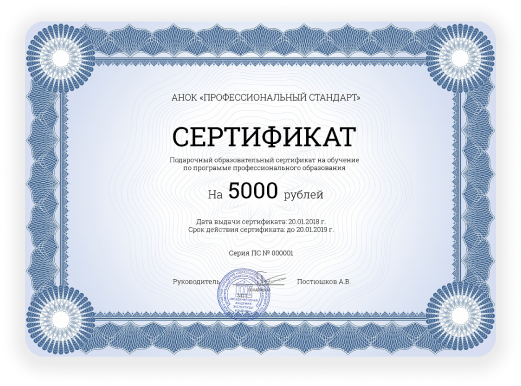 АНОК «ПРОФЕССИОНАЛЬНЫЙ СТАНДАРТ»
СЕРТИФИКАТ
Подарочный образовательный сертификат на обучение
по программе профессионального образования
На 5000 рублей
Дата выдачи сертификата: 20.01.2018 г.
Срок действия сертификата: до 20.01.2019 г.
Серия ПС № 000001
Руководитель Постюшков А.В.